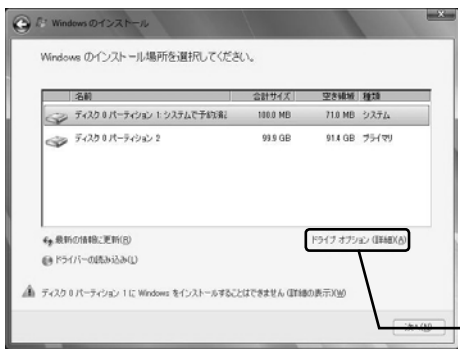 Windows のインストール
Windows のインストール場所を選択してください。
名前 合計サイズ 空き領域 種類
ディスク 0 パーティション 1: システムで予約済み 100.0 MB 71.0 MB システム
ディスク 0 パーティション 2 99.9 GB 91.4 GB プライマリ
最新の情報に更新(R)
ドライブ オプション (詳細)(A)
ドライバーの読み込み(L)
ディスク 0 パーティション 1 に Windows をインストールすることはできません (詳細の表示)(W)
次へ(N)